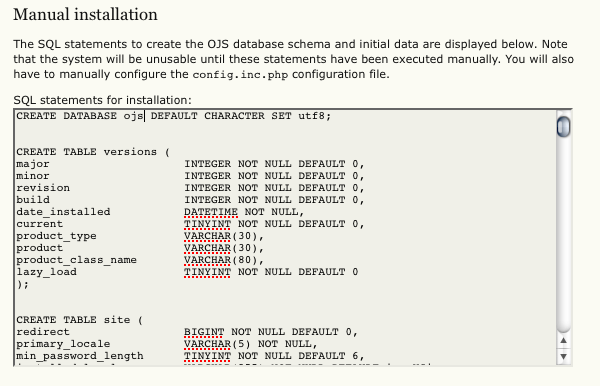 Manual installation
The SQL statements to create the OJS database schema and initial data are displayed below. Note
that the system will be unusable until these statements have been executed manually. You will also
have to manually configure the config.inc.php configuration file.
SQL statements for installation:
CREATE DATABASE ojs DEFAULT CHARACTER SET utf8;
CREATE TABLE versions (
major INTEGER NOT NULL DEFAULT 0,
minor INTEGER NOT NULL DEFAULT 0,
revision INTEGER NOT NULL DEFAULT 0,
build INTEGER NOT NULL DEFAULT 0,
date_installed DATETIME NOT NULL,
current TINYINT NOT NULL DEFAULT 0,
product_type VARCHAR(30),
product VARCHAR(30),
product_class_name VARCHAR(80),
lazy_load TINYINT NOT NULL DEFAULT 0
);
CREATE TABLE site (
redirect BIGINT NOT NULL DEFAULT 0,
primary_locale VARCHAR(5) NOT NULL,
min_password_length TINYINT NOT NULL DEFAULT 6,